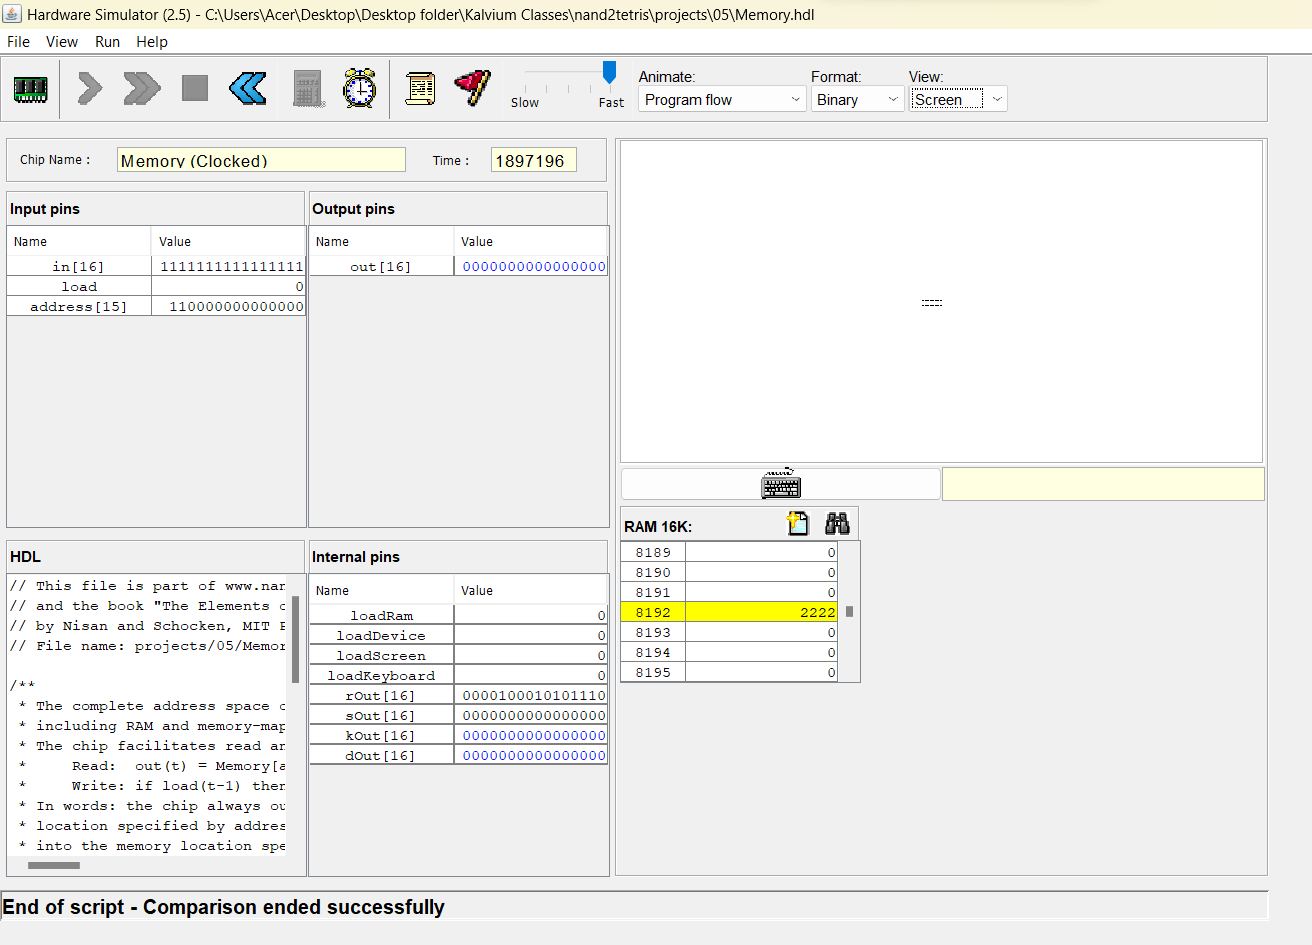 Hardware Simulator (2.5) - C:\Users\Acer\Desktop\Desktop folder\Kalvium Classes\nand2tetris\projects\05\Memory.hdl
File View Run Help
Slow Fast
Animate: Format: View:
Program flow Binary Screen
Chip Name : Memory (Clocked) Time : 1897196
Input pins
Name Value
in[16] 1111111111111111
load 0
address[15] 110000000000000
Output pins
Name Value
out[16] 0000000000000000
HDL
// This file is part of www.nan
// and the book "The Elements o
// by Nisan and Schocken, MIT P
// File name: projects/05/Memor
/**
* The complete address space o
* including RAM and memory-map
* The chip facilitates read an
* Read: out(t) = Memory[a
* Write: if load(t-1) then
* In words: the chip always ou
* location specified by addres
* into the memory location spe
Internal pins
Name Value
loadRam 0
loadDevice 0
loadScreen 0
loadKeyboard 0
rOut[16] 0000100010101110
sOut[16] 0000000000000000
kOut[16] 0000000000000000
dOut[16] 0000000000000000
RAM 16K:
8189 0
8190 0
8191 0
8192 2222
8193 0
8194 0
8195 0
End of script - Comparison ended successfully